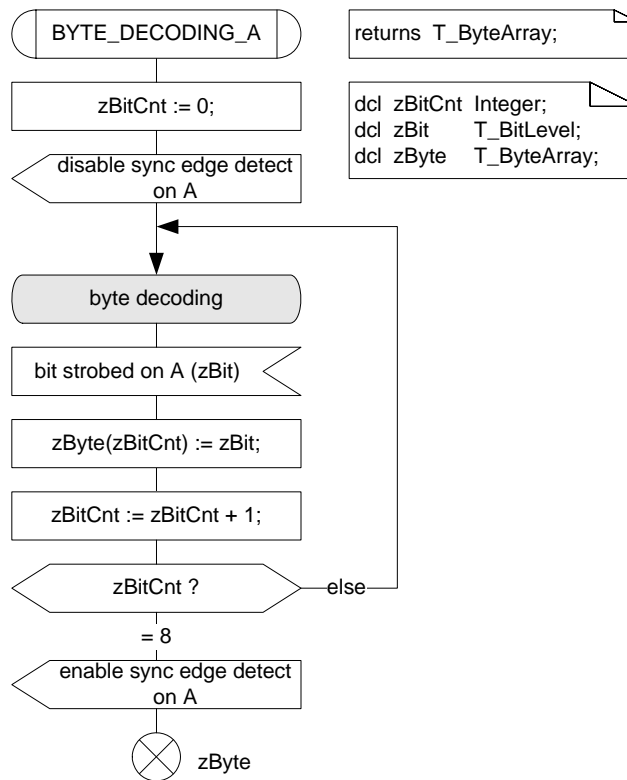 BYTE_DECODING_A
returns T_ByteArray;
zBitCnt := 0;
dcl zBitCnt Integer;
dcl zBit T_BitLevel;
dcl zByte T_ByteArray;
disable sync edge detect
on A
byte decoding
bit strobed on A (zBit)
zByte(zBitCnt) := zBit;
zBitCnt := zBitCnt + 1;
zBitCnt ?
else
= 8
enable sync edge detect
on A
zByte